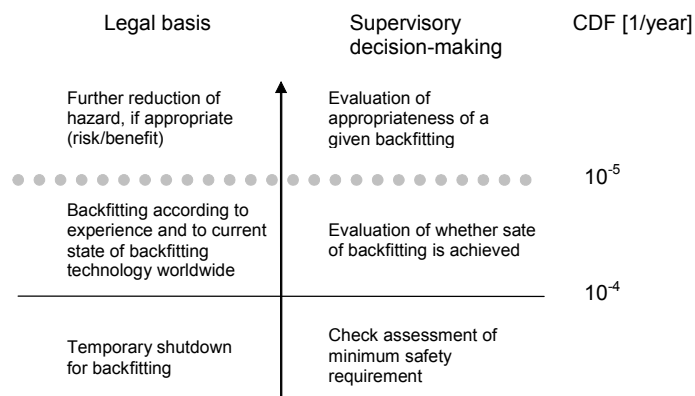 Legal basis
Supervisory
decision-making
CDF [1/year]
Further reduction of
hazard, if appropriate
(risk/benefit)
Evaluation of
appropriateness of a
given backfitting
10⁻⁵
Backfitting according to
experience and to current
state of backfitting
technology worldwide
Evaluation of whether sate
of backfitting is achieved
10⁻⁴
Temporary shutdown
for backfitting
Check assessment of
minimum safety
requirement